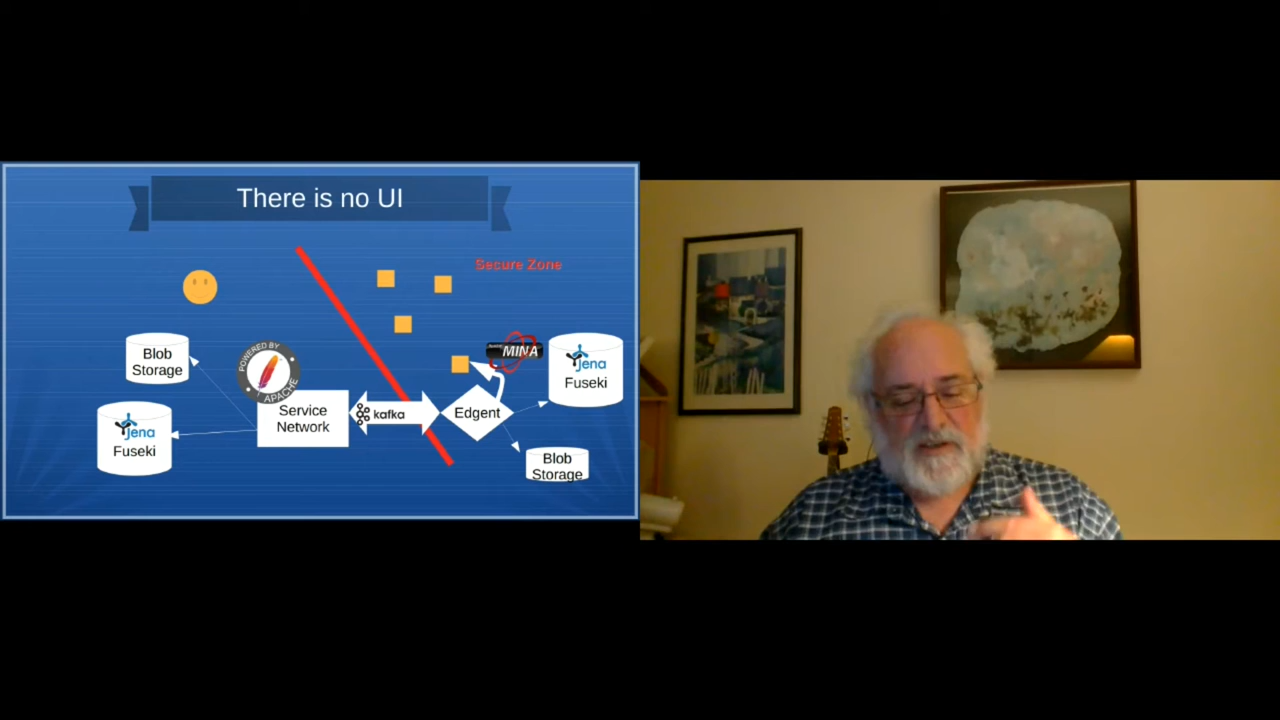 There is no UI
Secure Zone
Blob
Storage
POWERED BY
APACHE
MINA
Jena
Fuseki
Service
Network
kafka
Edgent
Jena
Fuseki
Blob
Storage